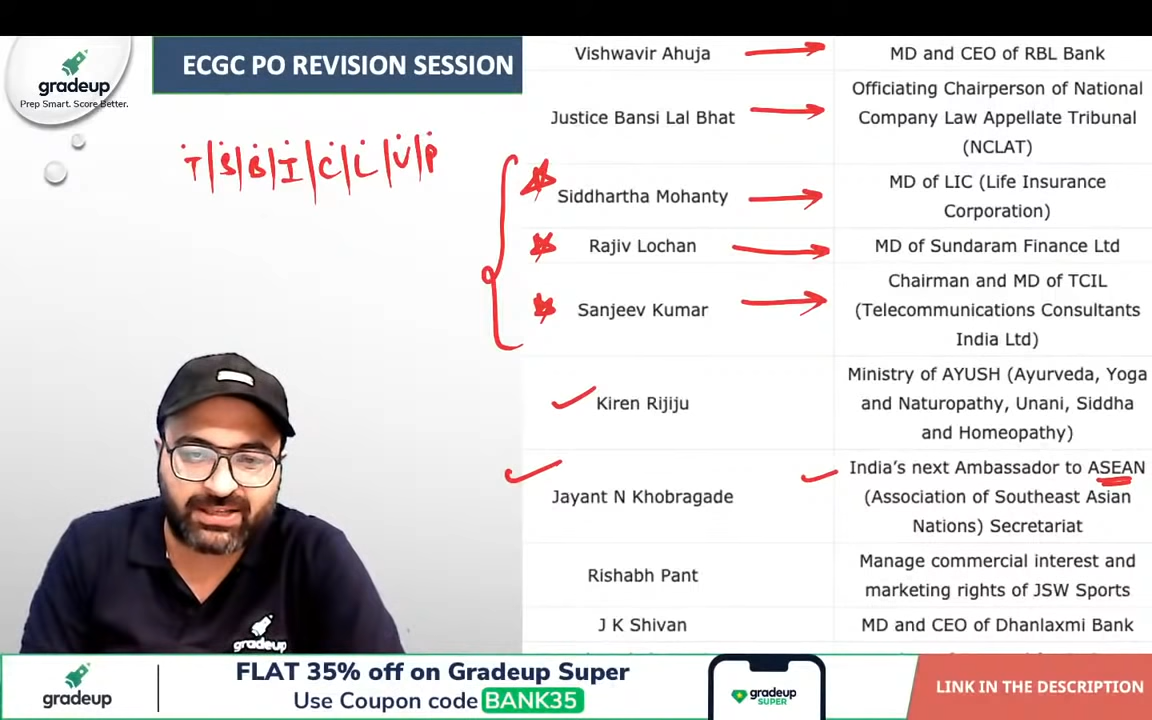 gradeup
Prep Smart. Score Better.
ECGC PO REVISION SESSION
T|S|B|I|C|L|U|P
Vishwavir Ahuja
MD and CEO of RBL Bank
Justice Bansi Lal Bhat
Officiating Chairperson of National
Company Law Appellate Tribunal
(NCLAT)
Siddhartha Mohanty
MD of LIC (Life Insurance
Corporation)
Rajiv Lochan
MD of Sundaram Finance Ltd
Sanjeev Kumar
Chairman and MD of TCIL
(Telecommunications Consultants
India Ltd)
Kiren Rijiju
Ministry of AYUSH (Ayurveda, Yoga
and Naturopathy, Unani, Siddha
and Homeopathy)
Jayant N Khobragade
India's next Ambassador to ASEAN
(Association of Southeast Asian
Nations) Secretariat
Rishabh Pant
Manage commercial interest and
marketing rights of JSW Sports
J K Shivan
MD and CEO of Dhanlaxmi Bank
gradeup
gradeup
FLAT 35% off on Gradeup Super
Use Coupon code BANK35
gradeup
SUPER
LINK IN THE DESCRIPTION